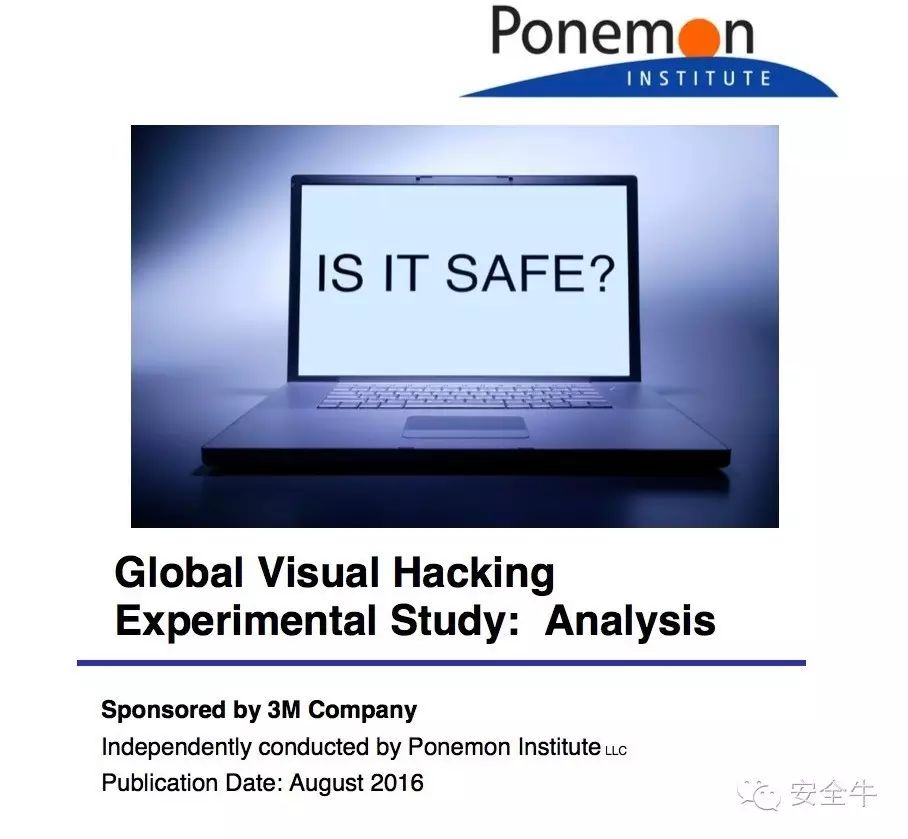 Ponemon
INSTITUTE
IS IT SAFE?
Global Visual Hacking
Experimental Study: Analysis
Sponsored by 3M Company
Independently conducted by Ponemon Institute LLC
Publication Date: August 2016
安全牛